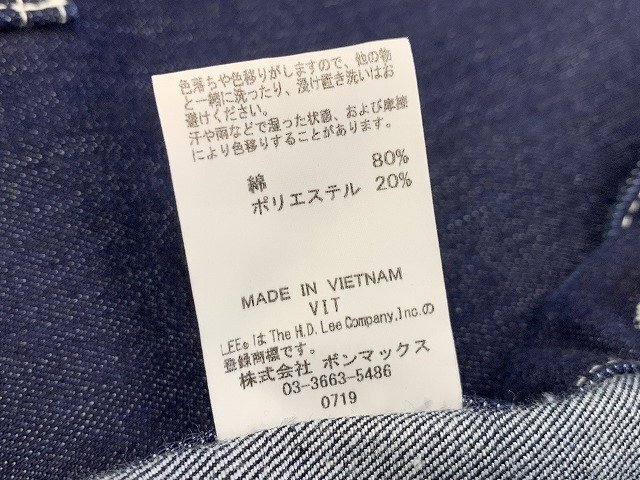 色落ちや色移りがしますので、他の物
と一緒に洗ったり、浸け置き洗いはお
避けください。
汗や雨などで湿った状態、および摩擦
により色移りすることがあります。
綿 80%
ポリエステル 20%
MADE IN VIETNAM
VIT
LEE®は The H.D. Lee Company, Inc.の
登録商標です。
株式会社 ボンマックス
03-3663-5486
0719